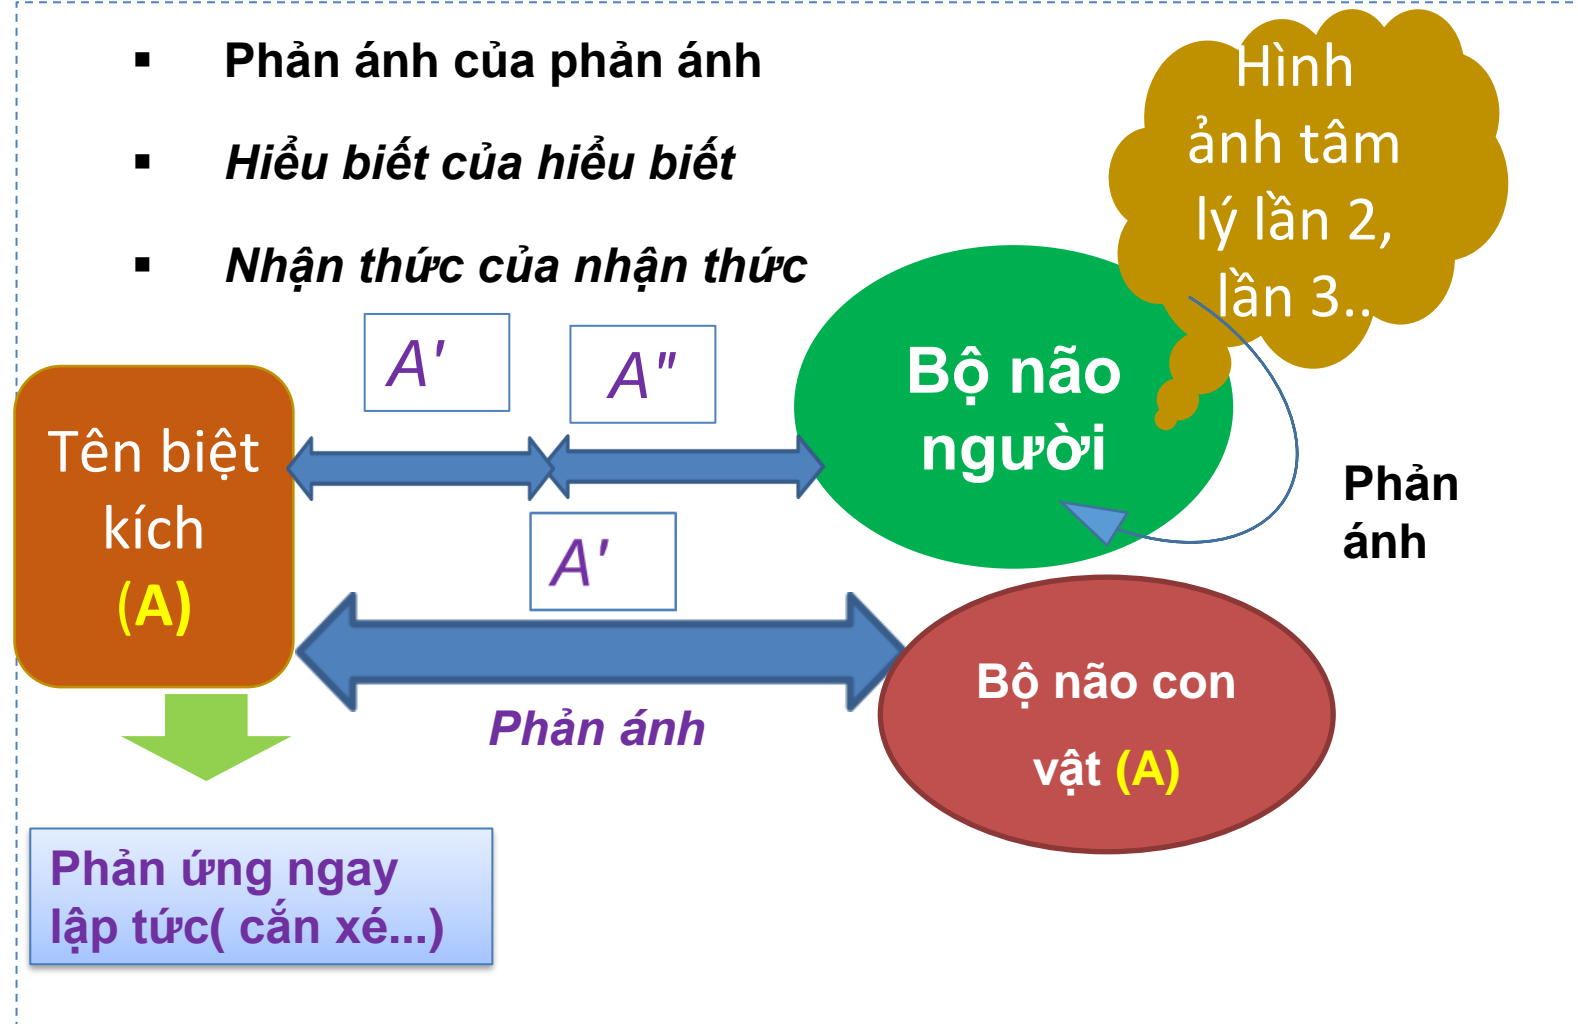 ▪ Phản ánh của phản ánh
▪ Hiểu biết của hiểu biết
▪ Nhận thức của nhận thức
Hình
ảnh tâm
lý lần 2,
lần 3..
A'
A"
Bộ não
người
Tên biệt
kích
(A)
Phản
ánh
A'
Phản ánh
Bộ não con
vật (A)
Phản ứng ngay
lập tức( cắn xé...)